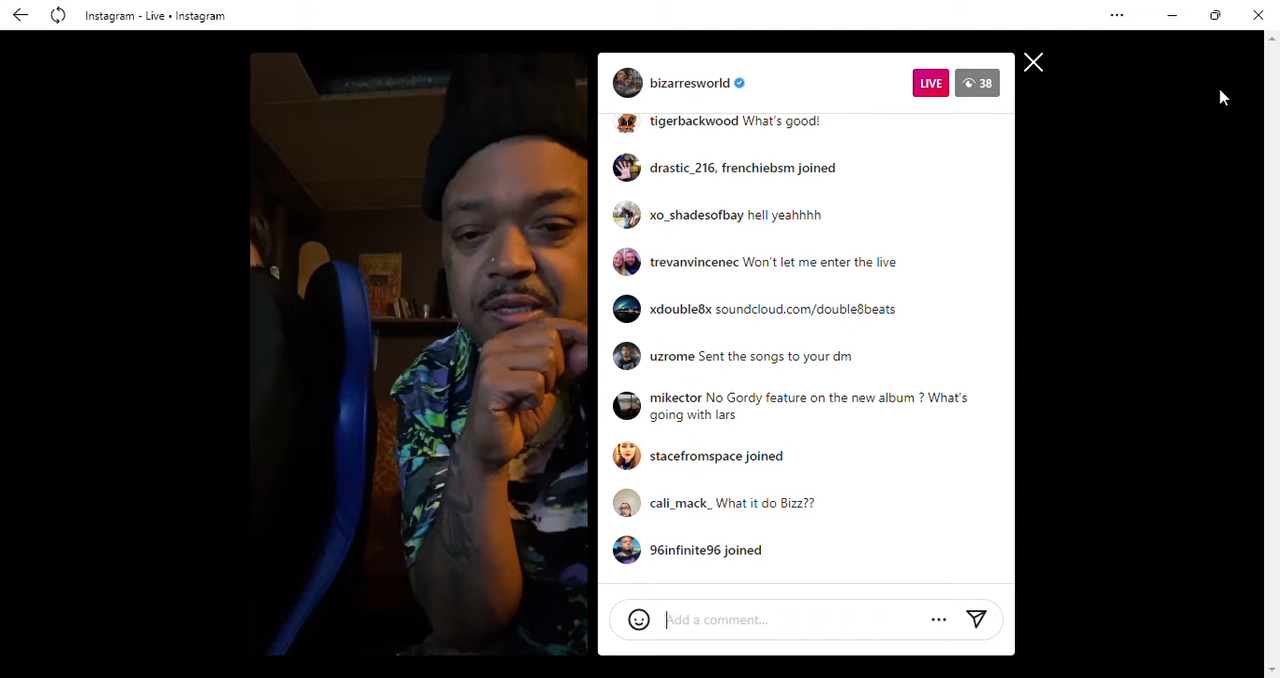 Instagram - Live • Instagram
bizarresworld
LIVE
38
tigerbackwood What's good!
drastic_216, frenchiebsm joined
xo_shadesofbay hell yeahhhh
trevanvincenec Won't let me enter the live
xdouble8x soundcloud.com/double8beats
uzrome Sent the songs to your dm
mikector No Gordy feature on the new album ? What's
going with lars
stacefromspace joined
cali_mack_ What it do Bizz??
96infinite96 joined
Add a comment...